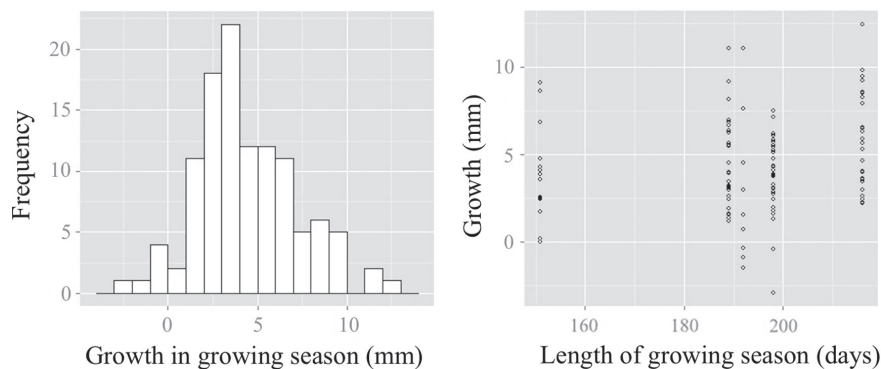 Frequency
20
15
10
5
0
0 5 10
Growth in growing season (mm)
Growth (mm)
10
5
0
160 180 200
Length of growing season (days)